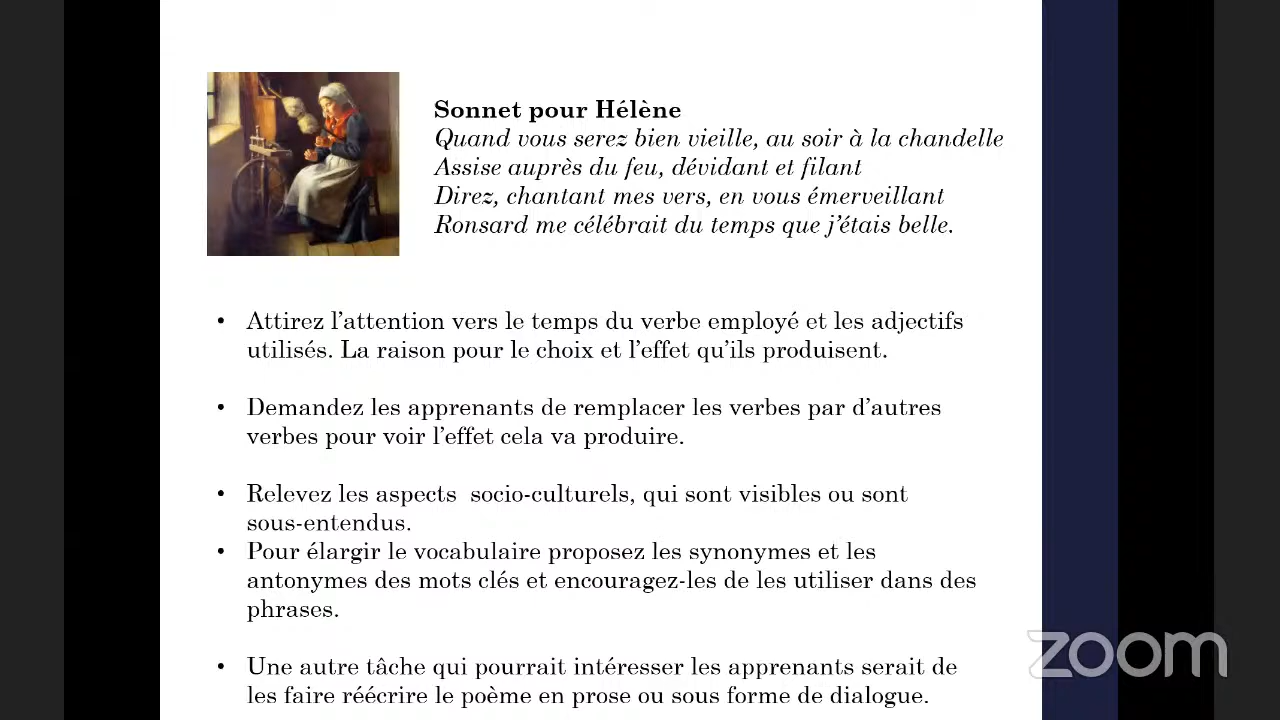 Sonnet pour Hélène
Quand vous serez bien vieille, au soir à la chandelle
Assise auprès du feu, dévidant et filant
Direz, chantant mes vers, en vous émerveillant
Ronsard me célébrait du temps que j’étais belle.
• Attirez l’attention vers le temps du verbe employé et les adjectifs
utilisés. La raison pour le choix et l’effet qu’ils produisent.
• Demandez les apprenants de remplacer les verbes par d’autres
verbes pour voir l’effet cela va produire.
• Relevez les aspects socio-culturels, qui sont visibles ou sont
sous-entendus.
• Pour élargir le vocabulaire proposez les synonymes et les
antonymes des mots clés et encouragez-les de les utiliser dans des
phrases.
• Une autre tâche qui pourrait intéresser les apprenants serait de
les faire réécrire le poème en prose ou sous forme de dialogue.
zoom